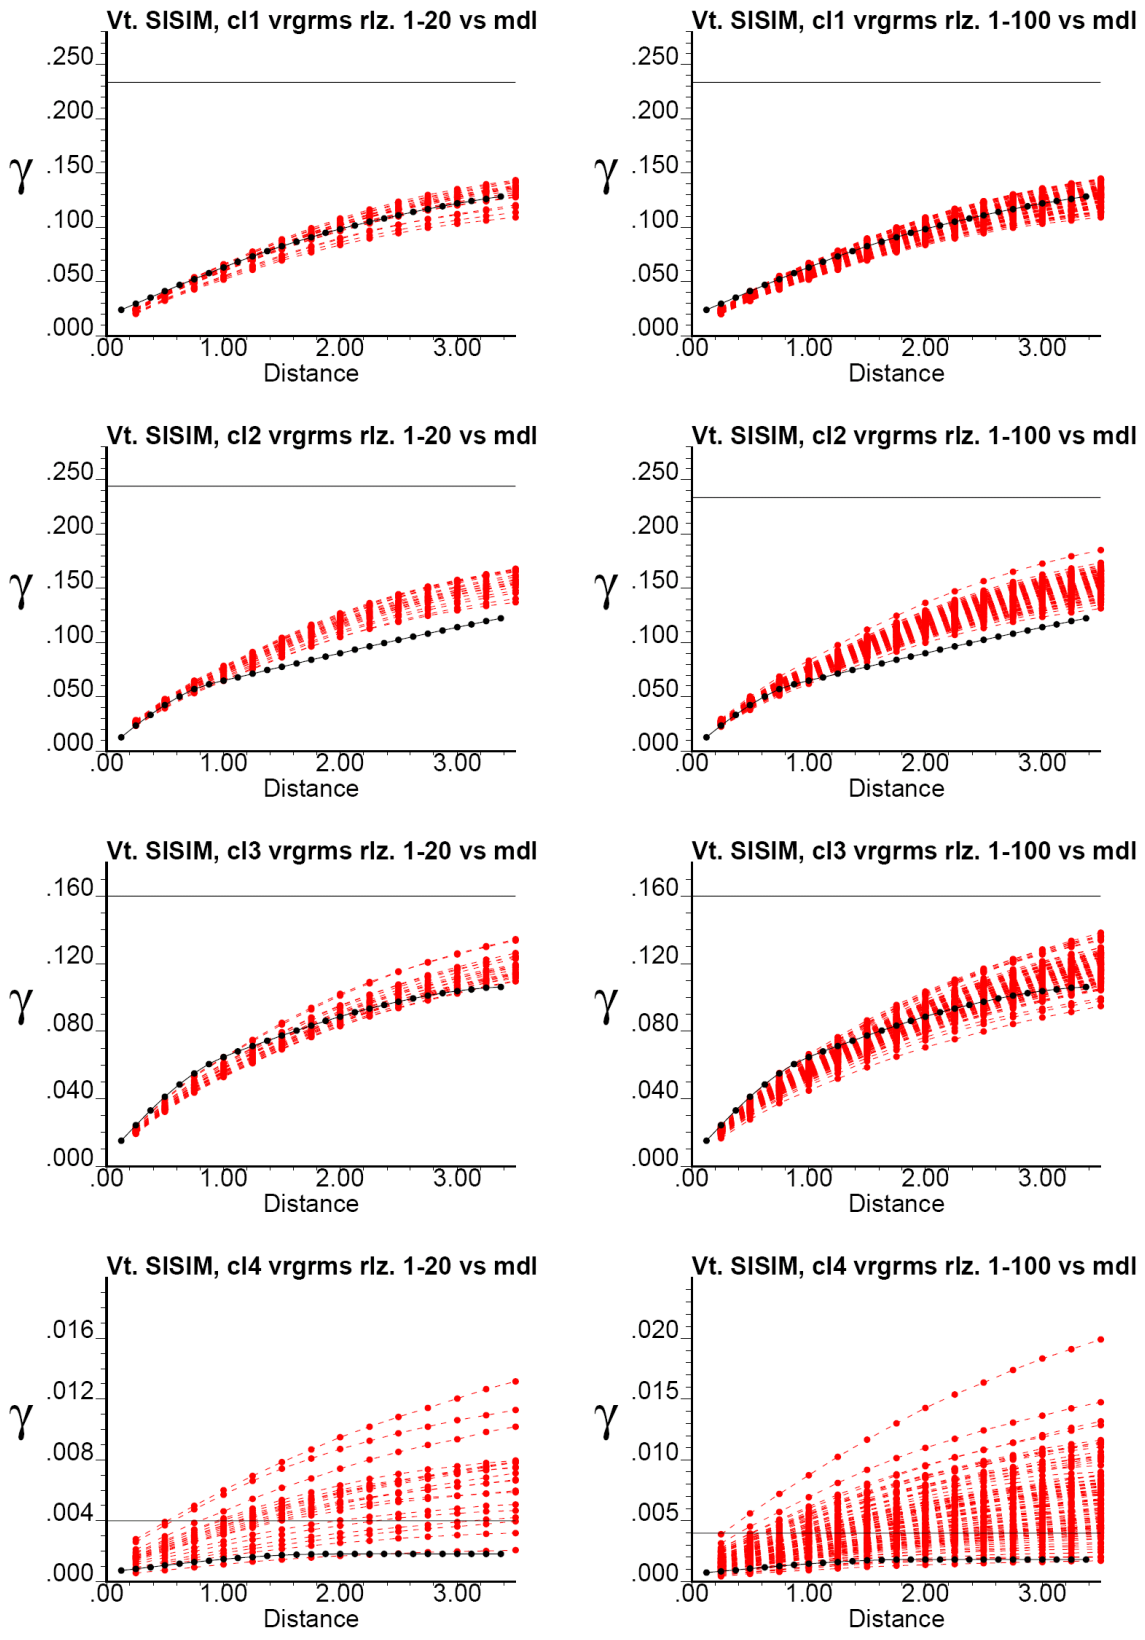 Vt. SISIM, cl1 vrgrms rlz. 1-20 vs mdl
.250
.200
.150
γ
.100
.050
.000
.00 1.00 2.00 3.00
Distance
Vt. SISIM, cl1 vrgrms rlz. 1-100 vs mdl
.250
.200
.150
γ
.100
.050
.000
.00 1.00 2.00 3.00
Distance
Vt. SISIM, cl2 vrgrms rlz. 1-20 vs mdl
.250
.200
.150
γ
.100
.050
.000
.00 1.00 2.00 3.00
Distance
Vt. SISIM, cl2 vrgrms rlz. 1-100 vs mdl
.250
.200
.150
γ
.100
.050
.000
.00 1.00 2.00 3.00
Distance
Vt. SISIM, cl3 vrgrms rlz. 1-20 vs mdl
.160
.120
γ
.080
.040
.000
.00 1.00 2.00 3.00
Distance
Vt. SISIM, cl3 vrgrms rlz. 1-100 vs mdl
.160
.120
γ
.080
.040
.000
.00 1.00 2.00 3.00
Distance
Vt. SISIM, cl4 vrgrms rlz. 1-20 vs mdl
.016
.012
γ
.008
.004
.000
.00 1.00 2.00 3.00
Distance
Vt. SISIM, cl4 vrgrms rlz. 1-100 vs mdl
.020
.015
γ
.010
.005
.000
.00 1.00 2.00 3.00
Distance